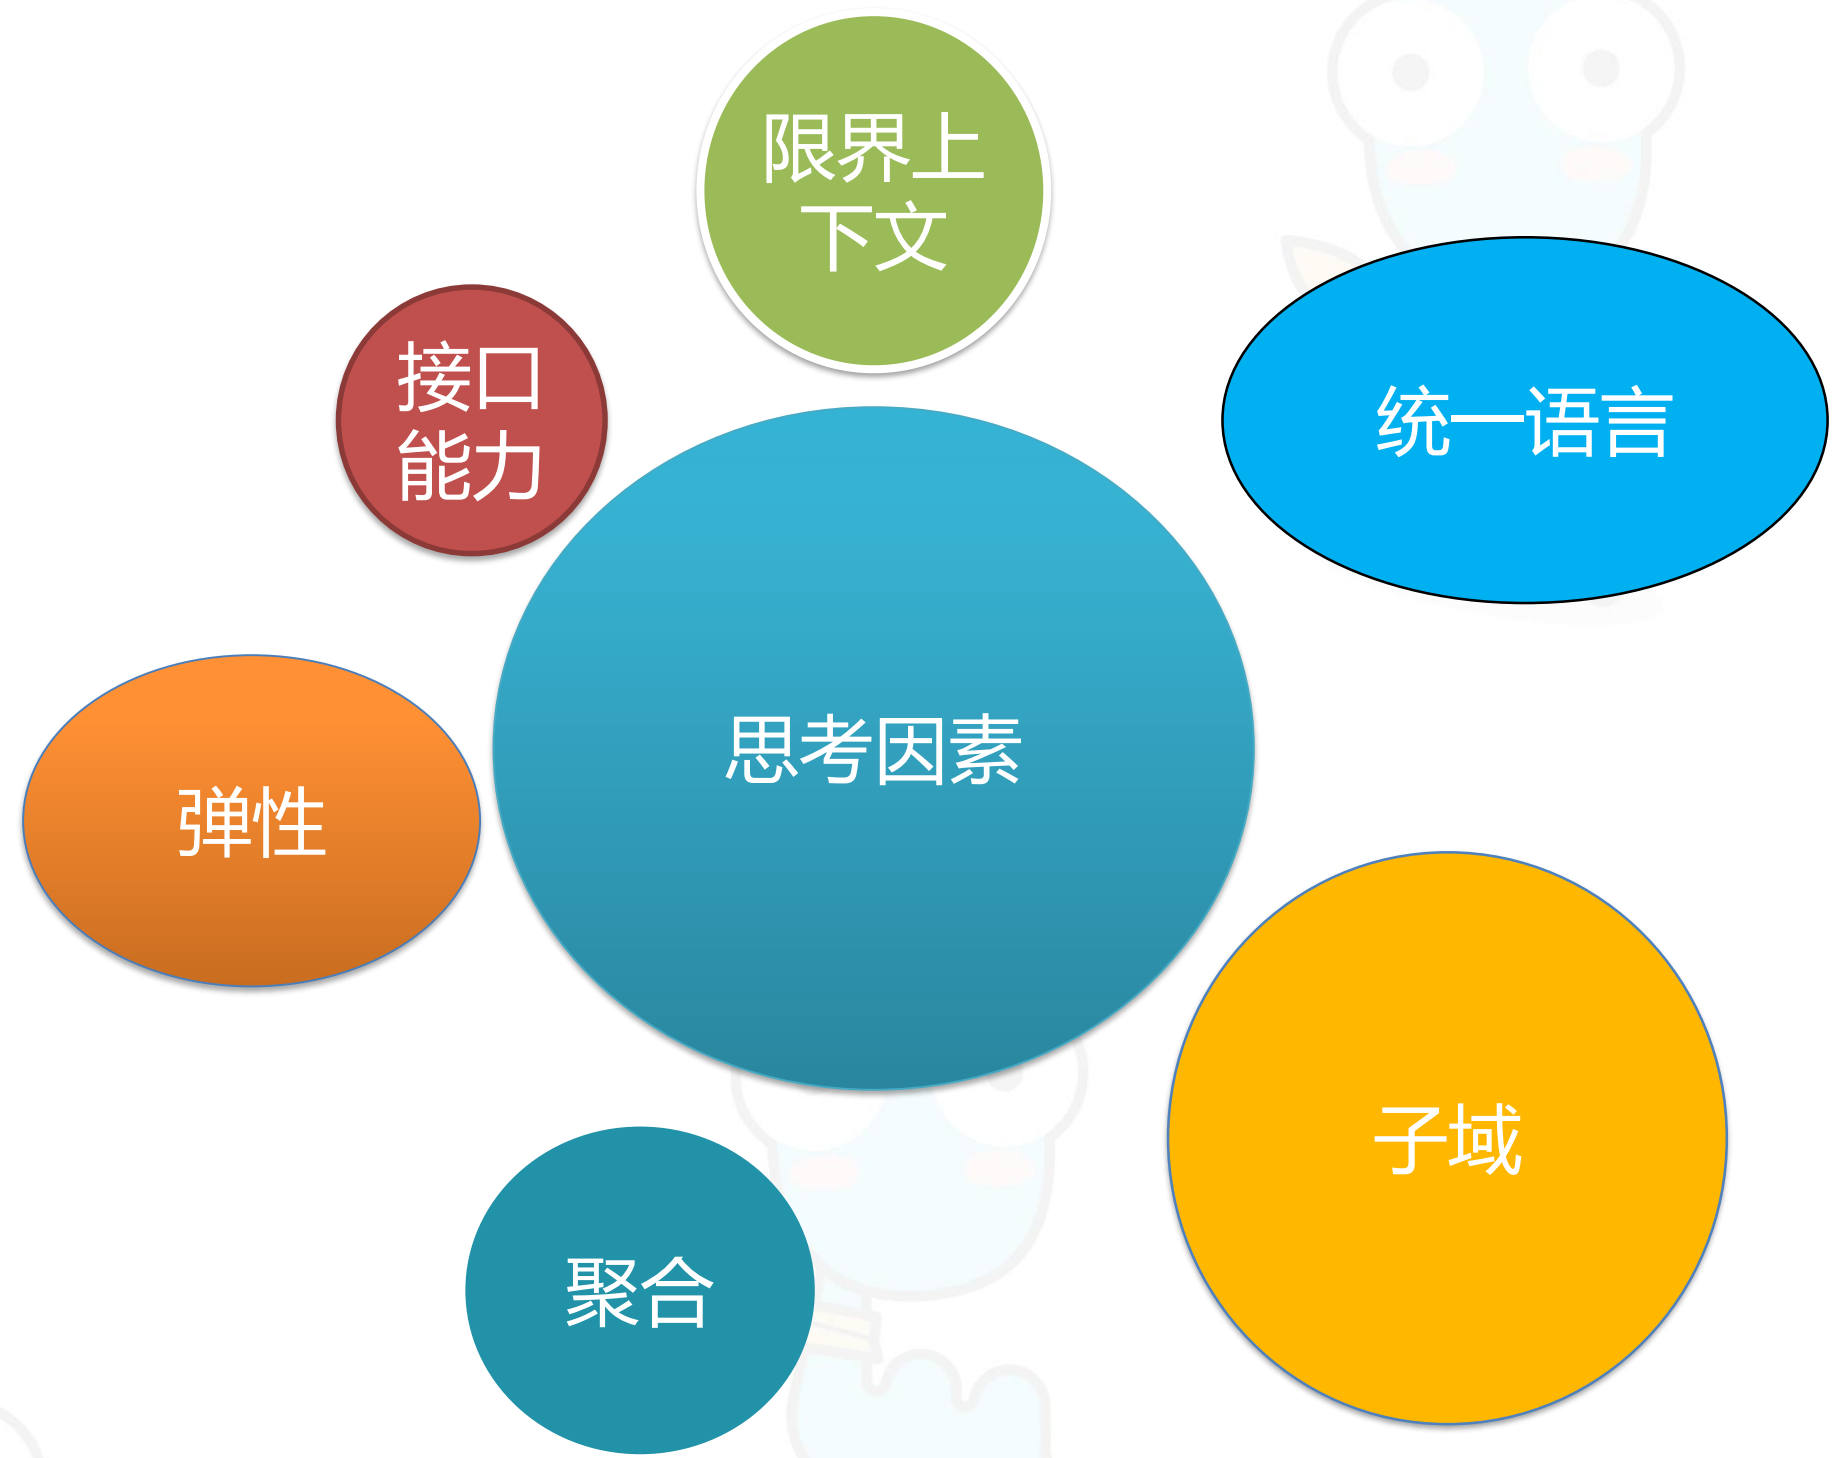 限界上
下文
接口
能力
统一语言
思考因素
弹性
子域
聚合